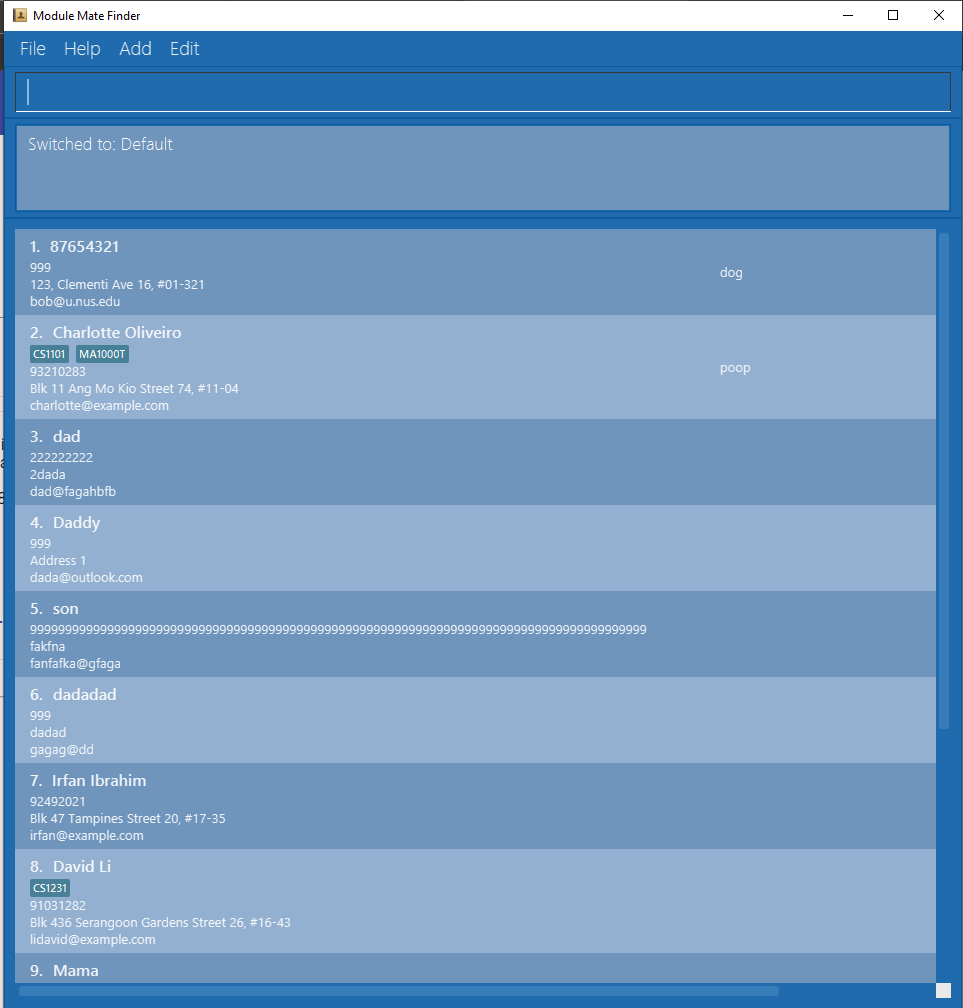 Module Mate Finder
File Help Add Edit
Switched to: Default
1. 87654321
999
123, Clementi Ave 16, #01-321
bob@u.nus.edu
dog
2. Charlotte Oliveiro
CS1101 MA1000T
93210283
Blk 11 Ang Mo Kio Street 74, #11-04
charlotte@example.com
poop
3. dad
222222222
2dada
dad@fagahbfb
4. Daddy
999
Address 1
dada@outlook.com
5. son
9999999999999999999999999999999999999999999999999999999999999999999999999999999999999999
fakfna
fanfafka@gfaga
6. dadadad
999
dadad
gagag@dd
7. Irfan Ibrahim
92492021
Blk 47 Tampines Street 20, #17-35
irfan@example.com
8. David Li
CS1231
91031282
Blk 436 Serangoon Gardens Street 26, #16-43
lidavid@example.com
9. Mama